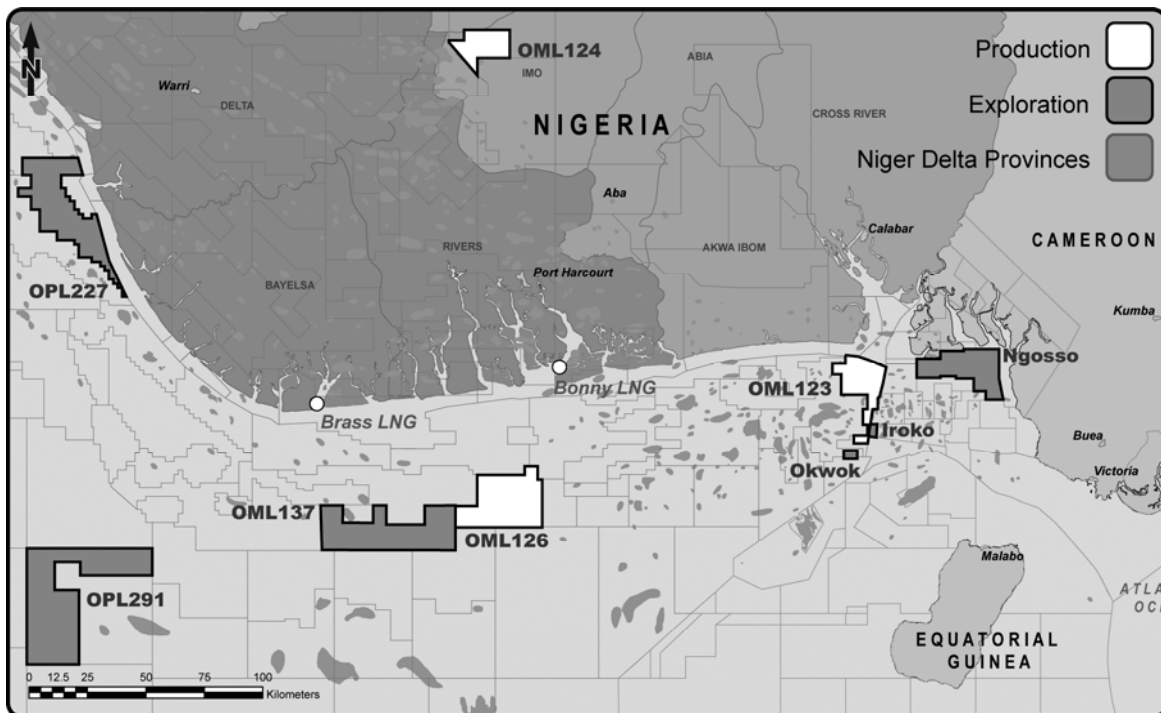 N
OML124
IMO
ABIA
Production
Warri
DELTA
NIGERIA
CROSS RIVER
Exploration
Niger Delta Provinces
Aba
Calabar
CAMEROON
RIVERS
AKWA IBOM
Port Harcourt
OPL227
BAYELSA
Kumba
Ngosso
Bonny LNG
OML123
Brass LNG
Iroko
Buea
Okwok
Victoria
OML137
OML126
Malabo
OPL291
ATLA
OCE
EQUATORIAL
GUINEA
0 12.5 25 50 75 100
Kilometers